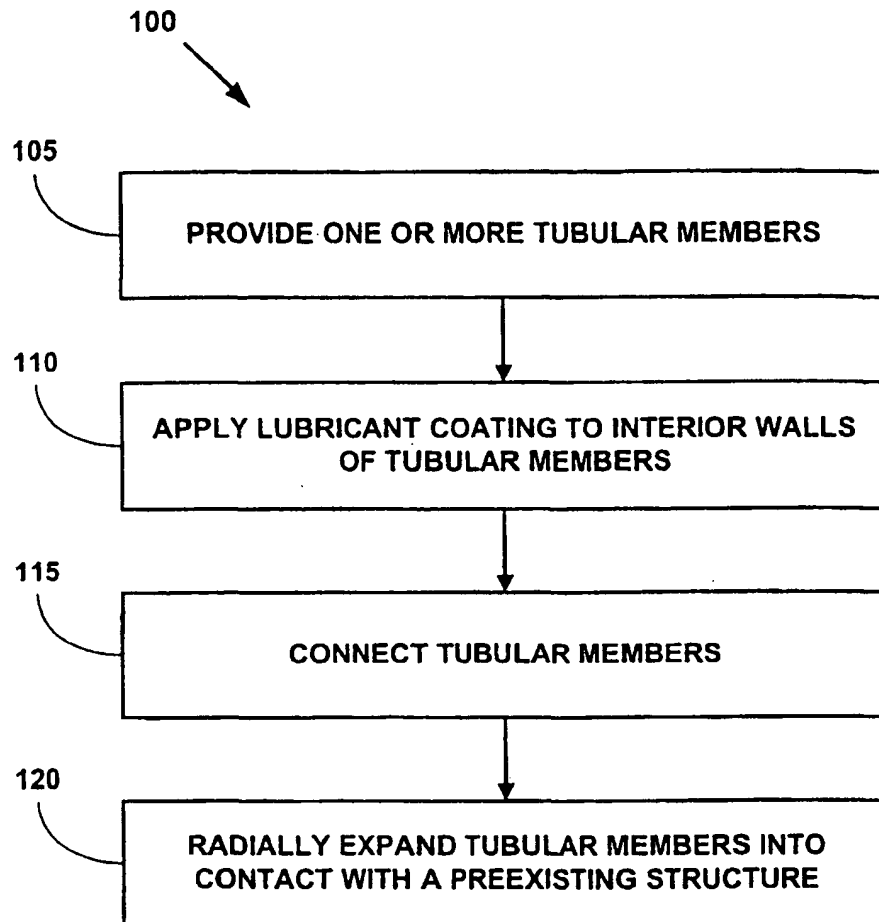 100
105
PROVIDE ONE OR MORE TUBULAR MEMBERS
110
APPLY LUBRICANT COATING TO INTERIOR WALLS
OF TUBULAR MEMBERS
115
CONNECT TUBULAR MEMBERS
120
RADIALLY EXPAND TUBULAR MEMBERS INTO
CONTACT WITH A PREEXISTING STRUCTURE